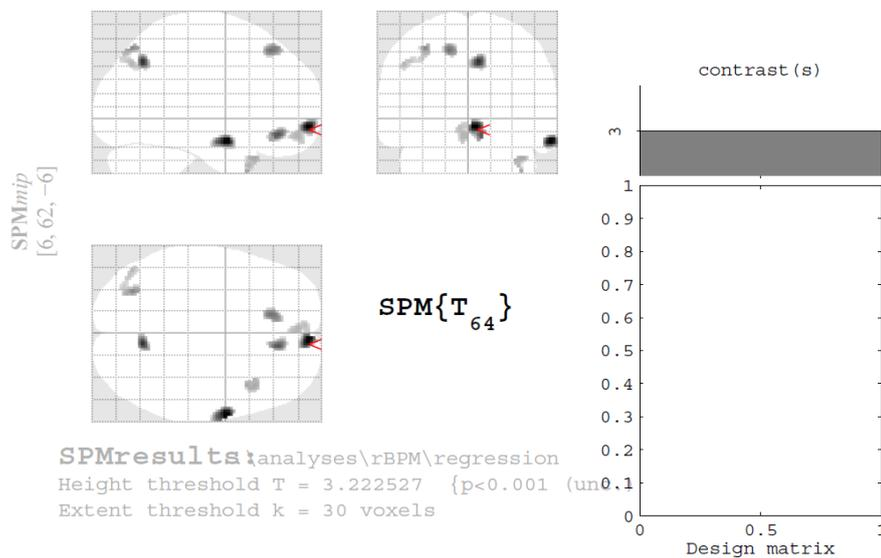 contrast(s)
3
SPMmip
[6, 62, −6]
SPM{T64}
1
0.9
0.8
0.7
0.6
0.5
0.4
0.3
0.2
0.1
0
0 0.5 1
Design matrix
SPMresults: \analyses\rBPM\regression
Height threshold T = 3.222527 {p<0.001 (unc.)
Extent threshold k = 30 voxels